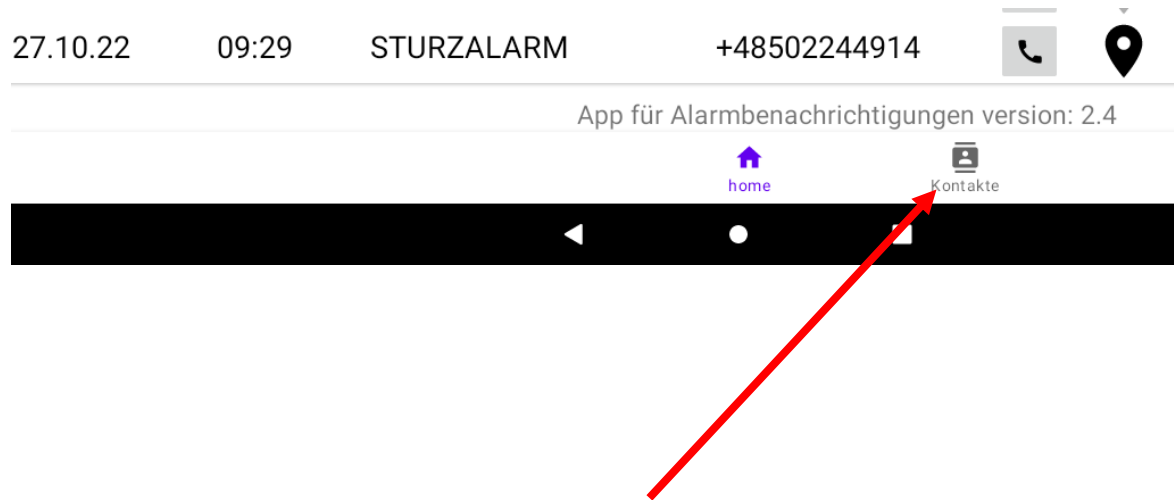 27.10.22 09:29 STURZALARM +48502244914
App für Alarmbenachrichtigungen version: 2.4
home Kontakte